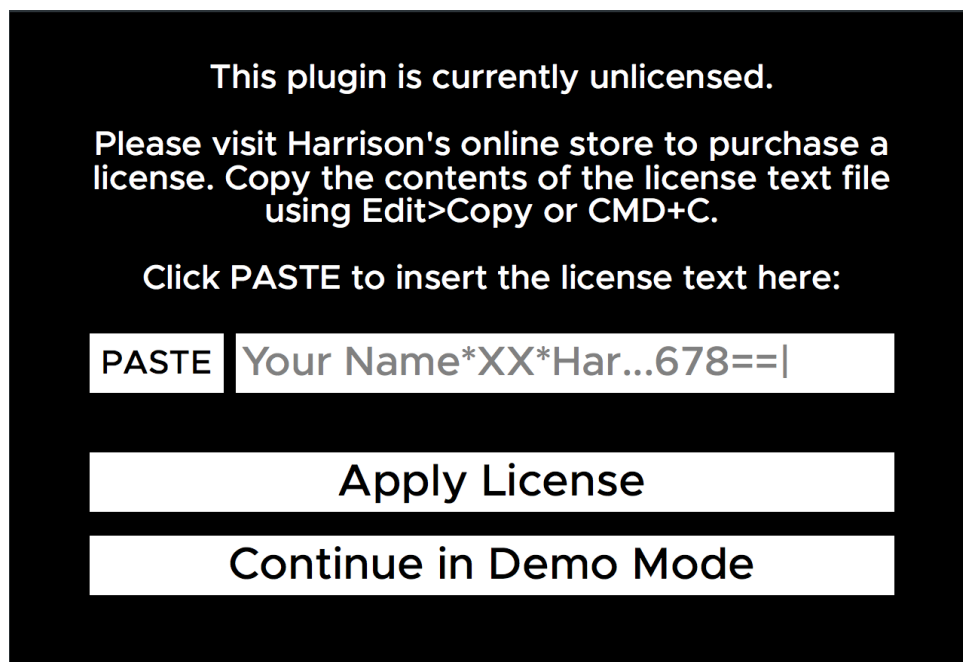 This plugin is currently unlicensed.
Please visit Harrison's online store to purchase a
license. Copy the contents of the license text file
using Edit>Copy or CMD+C.
Click PASTE to insert the license text here:
PASTE Your Name*XX*Har...678==|
Apply License
Continue in Demo Mode